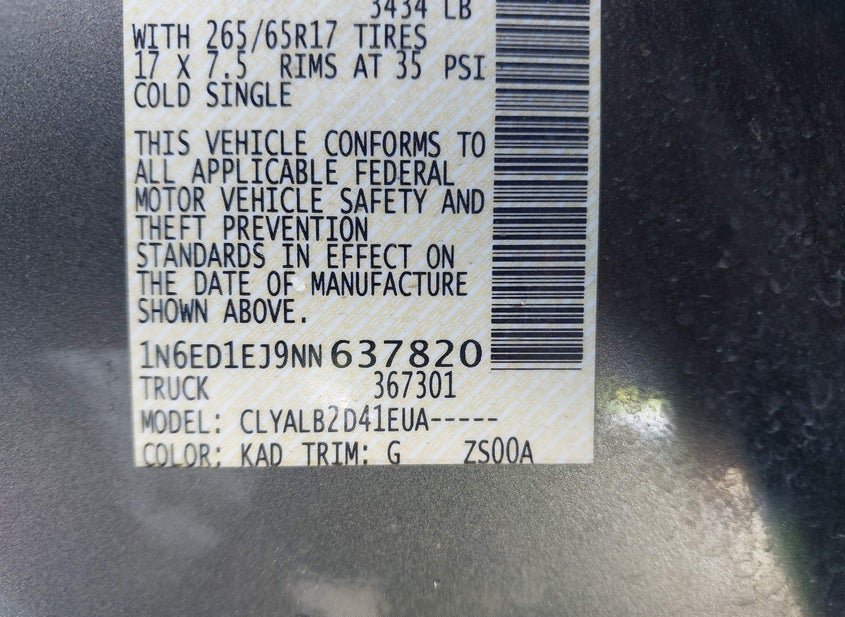 3434 LB
WITH 265/65R17 TIRES
17 X 7.5 RIMS AT 35 PSI
COLD SINGLE
THIS VEHICLE CONFORMS TO
ALL APPLICABLE FEDERAL
MOTOR VEHICLE SAFETY AND
THEFT PREVENTION
STANDARDS IN EFFECT ON
THE DATE OF MANUFACTURE
SHOWN ABOVE.
1N6ED1EJ9NN637820
TRUCK 367301
MODEL: CLYALB2D41EUA-----
COLOR: KAD TRIM: G ZS00A